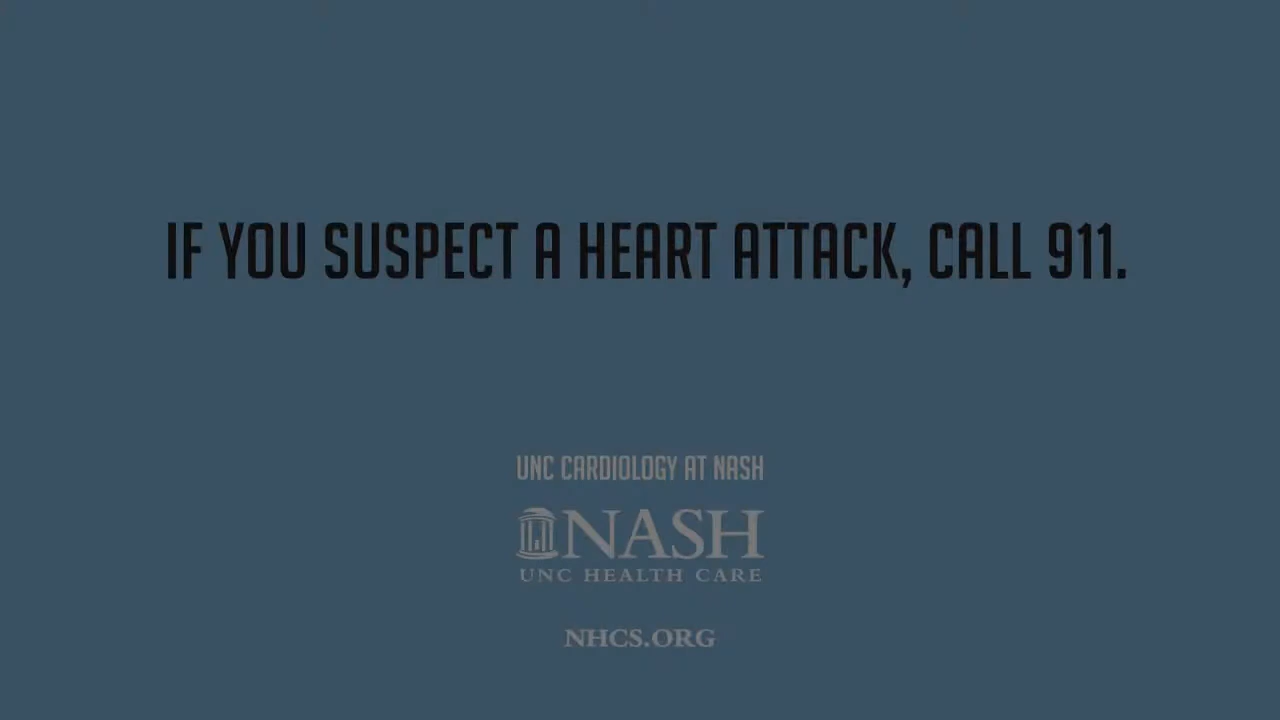 IF YOU SUSPECT A HEART ATTACK, CALL 911.
UNC CARDIOLOGY AT NASH
NASH
UNC HEALTH CARE
NHCS.ORG